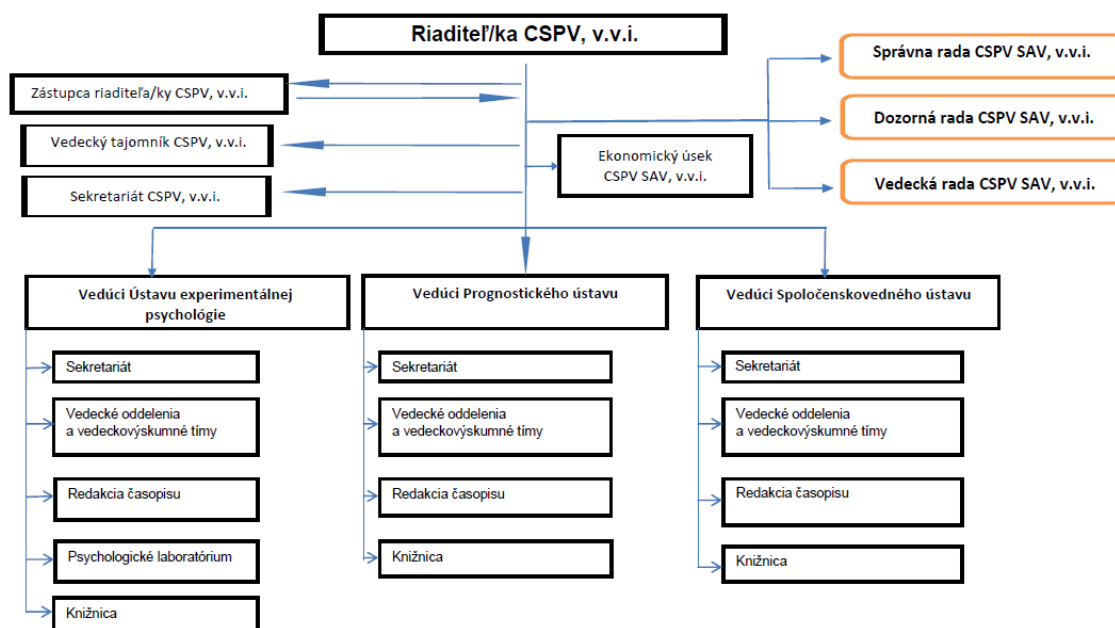 Riaditeľ/ka CSPV, v.v.i.
Správna rada CSPV SAV, v.v.i.
Zástupca riaditeľa/ky CSPV, v.v.i.
Dozorná rada CSPV SAV, v.v.i.
Vedecký tajomník CSPV, v.v.i.
Ekonomický úsek
CSPV SAV, v.v.i.
Vedecká rada CSPV SAV, v.v.i.
Sekretariát CSPV, v.v.i.
Vedúci Ústavu experimentálnej
psychológie
Sekretariát
Vedecké oddelenia
a vedeckovýskumné tímy
Redakcia časopisu
Psychologické laboratórium
Knižnica
Vedúci Prognostického ústavu
Sekretariát
Vedecké oddelenia
a vedeckovýskumné tímy
Redakcia časopisu
Knižnica
Vedúci Spoločenskovedného ústavu
Sekretariát
Vedecké oddelenia
a vedeckovýskumné tímy
Redakcia časopisu
Knižnica